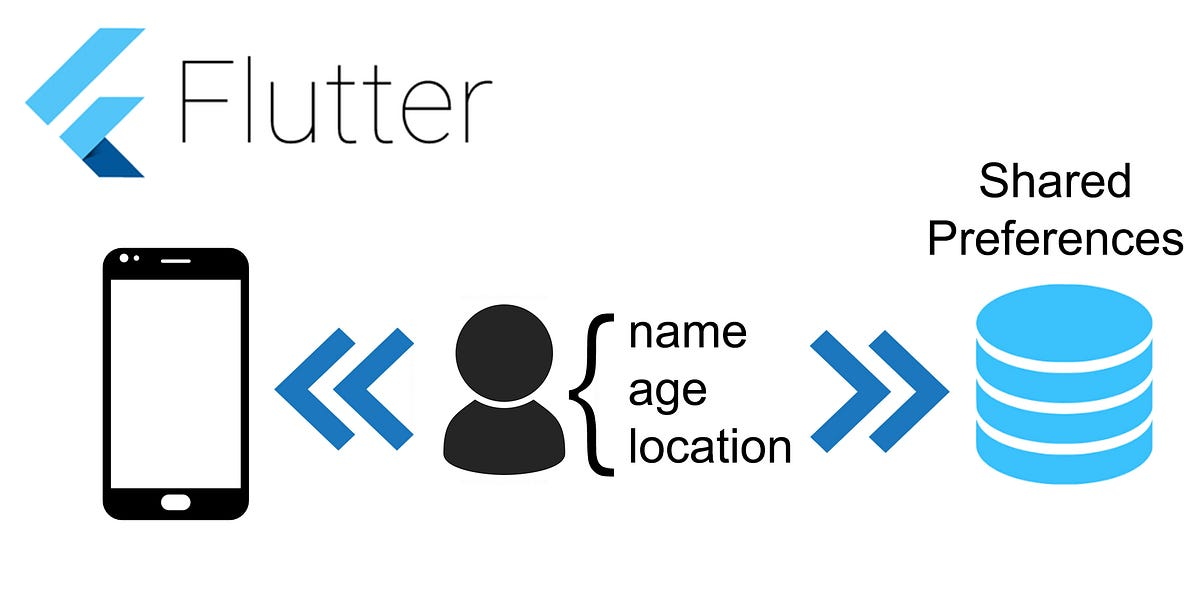 Flutter
Shared
Preferences
name
age
location